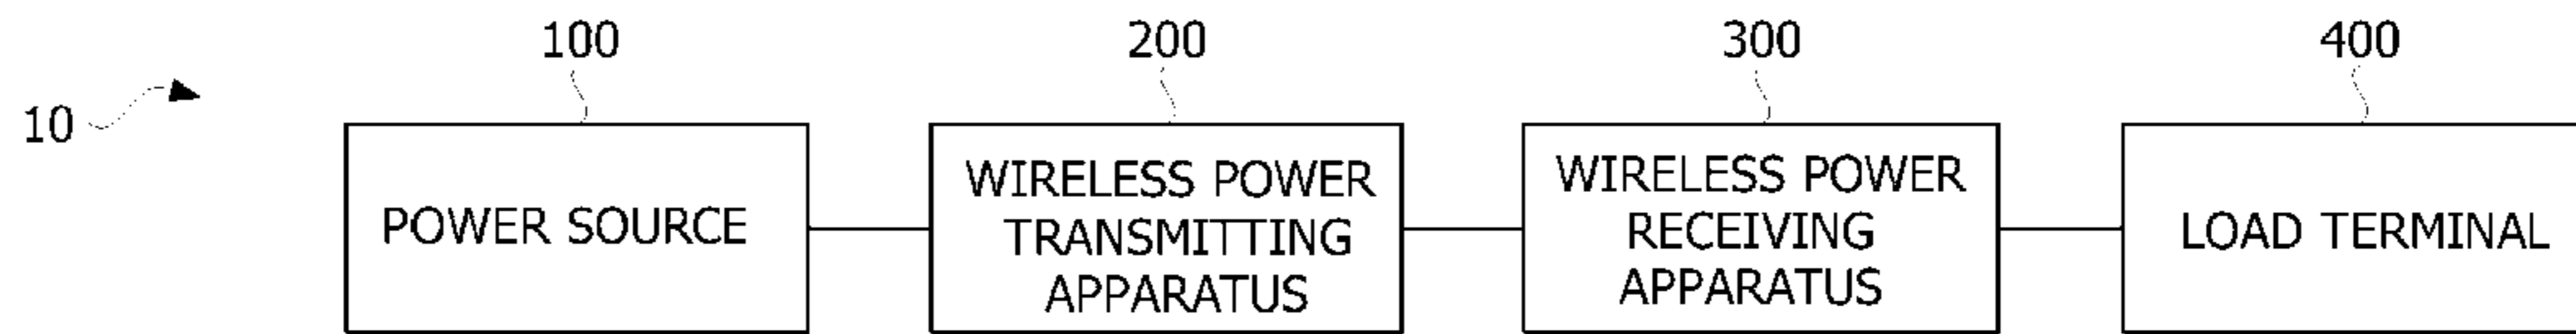 100
200
300
400
10
POWER SOURCE
WIRELESS POWER
TRANSMITTING
APPARATUS
WIRELESS POWER
RECEIVING
APPARATUS
LOAD TERMINAL